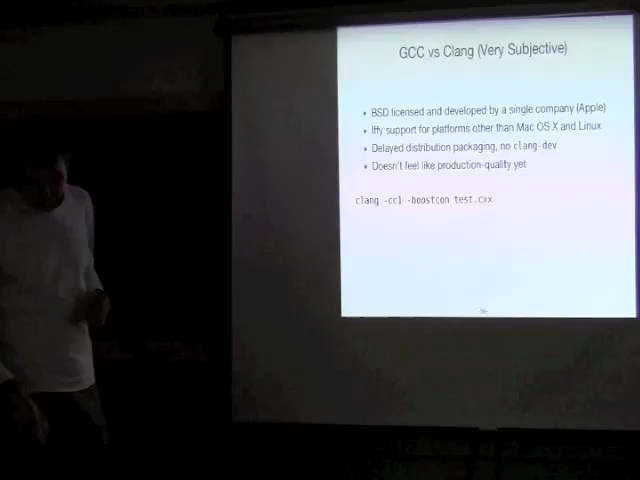 GCC vs Clang (Very Subjective)
• BSD licensed and developed by a single company (Apple)
• Iffy support for platforms other than Mac OS X and Linux
• Delayed distribution packaging, no clang-dev
• Doesn't feel like production-quality yet
clang -cc1 -boostcon test.cxx